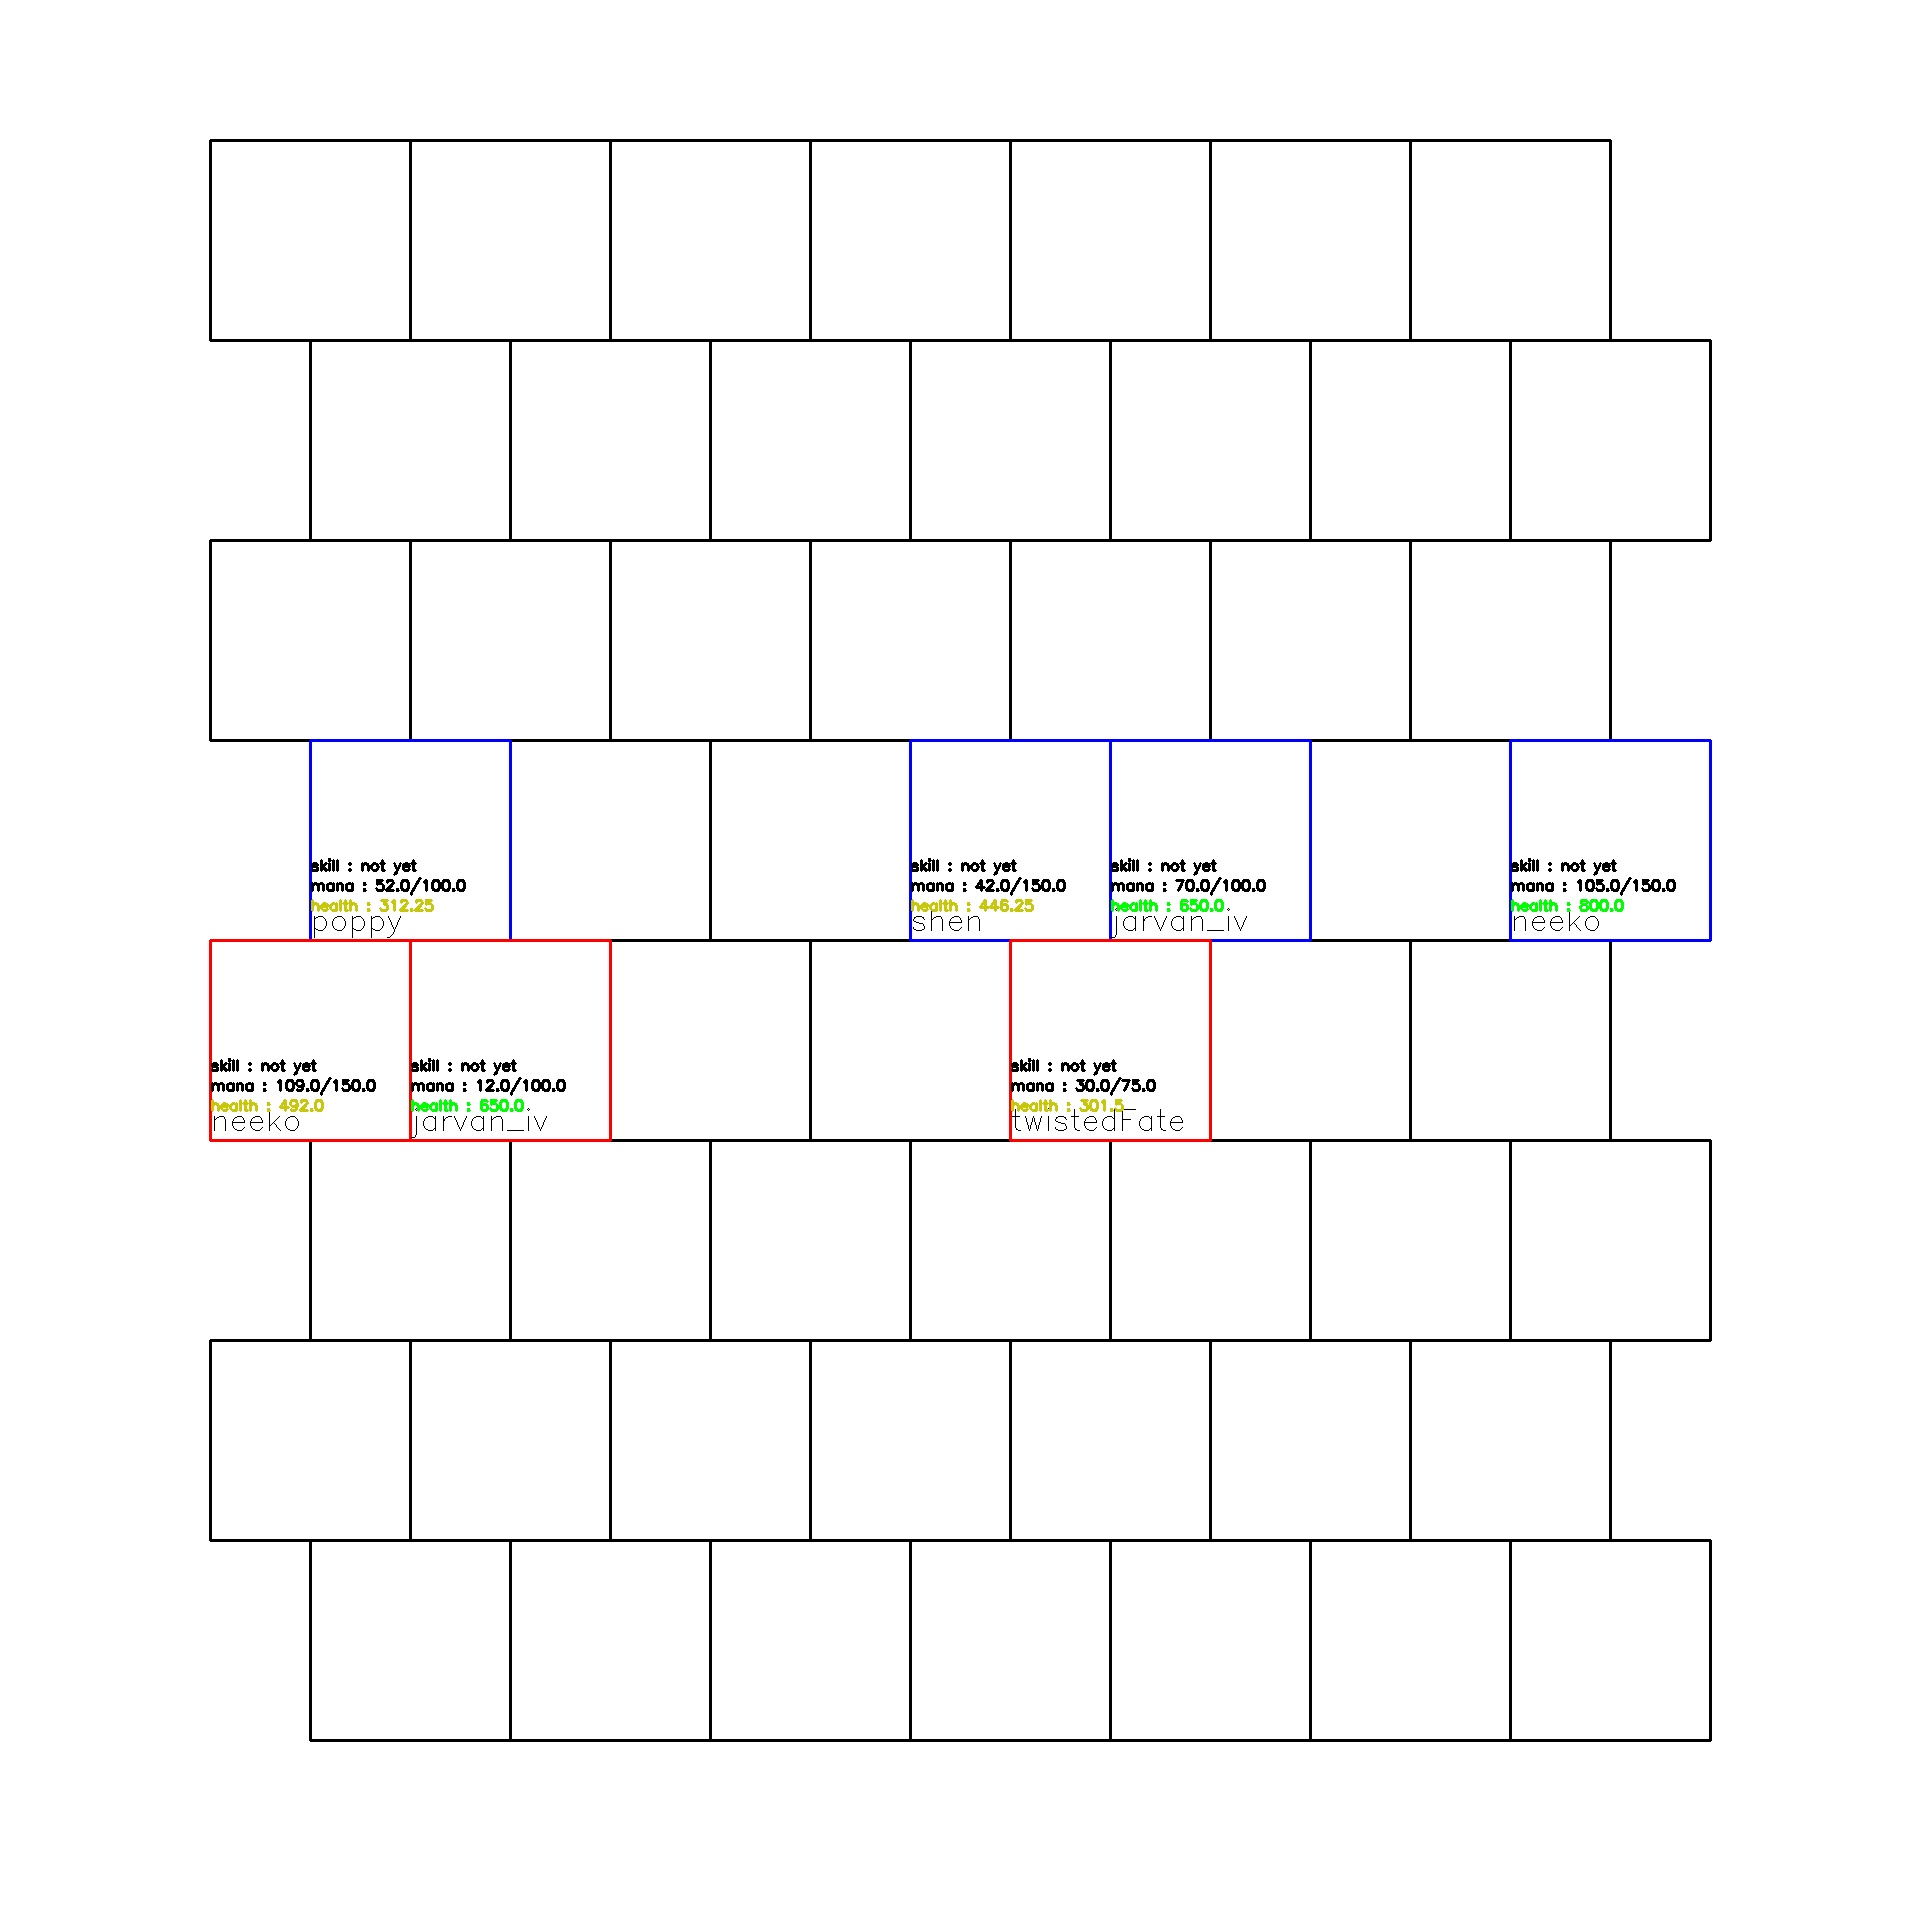 skill : not yet
mana : 52.0/100.0
health : 312.25
poppy
skill : not yet
mana : 42.0/150.0
health : 446.25
shen
skill : not yet
mana : 70.0/100.0
health : 650.0
jarvan_iv
skill : not yet
mana : 105.0/150.0
health : 800.0
neeko
skill : not yet
mana : 109.0/150.0
health : 492.0
neeko
skill : not yet
mana : 12.0/100.0
health : 650.0
jarvan_iv
skill : not yet
mana : 30.0/75.0
health : 301.5
twistedFate